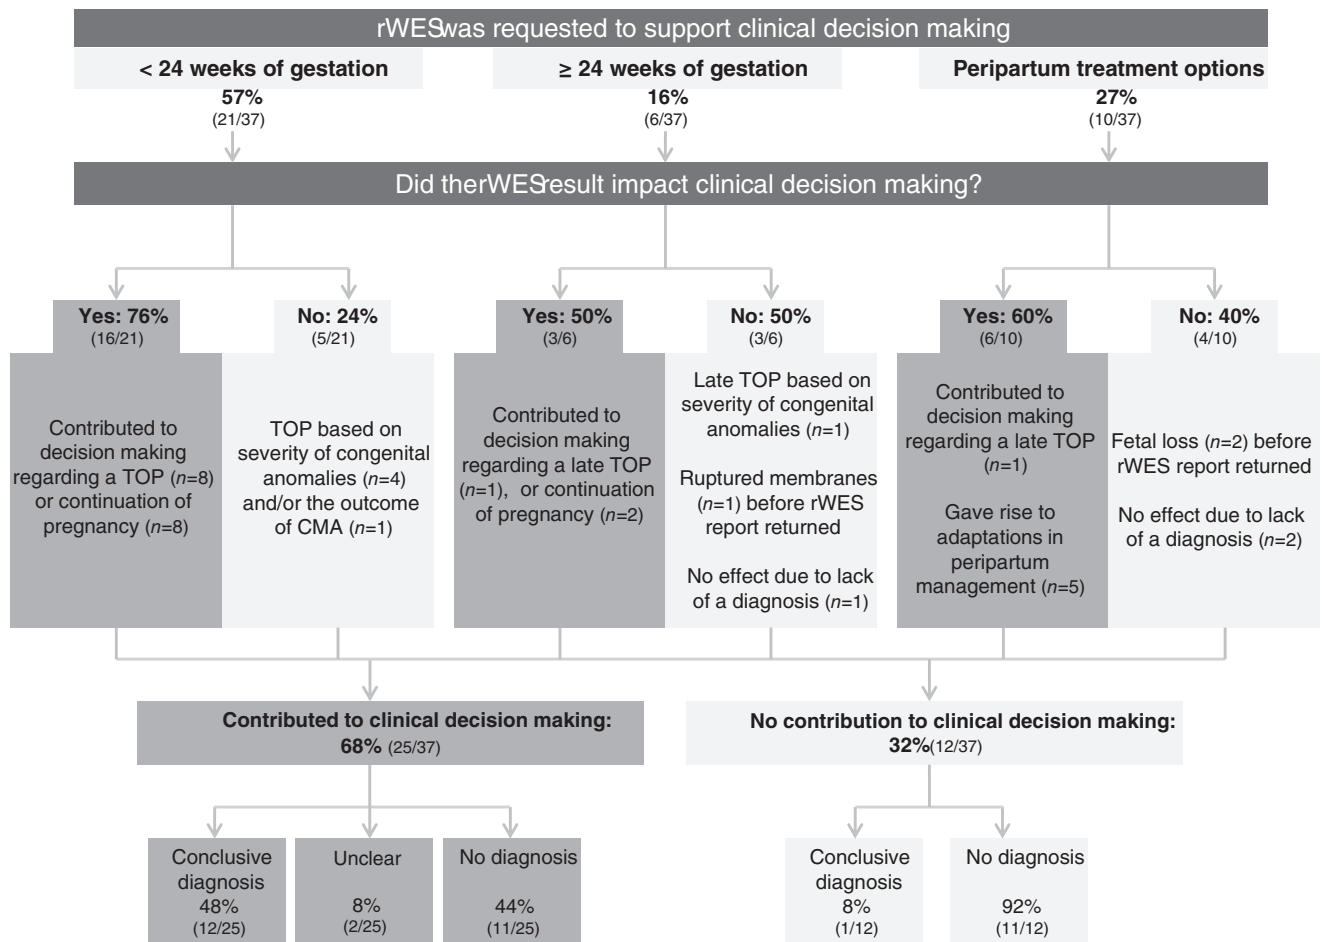 rWES was requested to support clinical decision making
< 24 weeks of gestation
57%
(21/37)
≥ 24 weeks of gestation
16%
(6/37)
Peripartum treatment options
27%
(10/37)
Did the rWES result impact clinical decision making?
Yes: 76%
(16/21)
Contributed to
decision making
regarding a TOP (n=8)
or continuation of
pregnancy (n=8)
No: 24%
(5/21)
TOP based on
severity of congenital
anomalies (n=4)
and/or the outcome
of CMA (n=1)
Yes: 50%
(3/6)
Contributed to
decision making
regarding a late TOP
(n=1), or continuation
of pregnancy (n=2)
No: 50%
(3/6)
Late TOP based on
severity of congenital
anomalies (n=1)
Ruptured membranes
(n=1) before rWES
report returned
No effect due to lack
of a diagnosis (n=1)
Yes: 60%
(6/10)
Contributed to
decision making
regarding a late TOP
(n=1)
Gave rise to
adaptations in
peripartum
management (n=5)
No: 40%
(4/10)
Fetal loss (n=2) before
rWES report returned
No effect due to lack
of a diagnosis (n=2)
Contributed to clinical decision making:
68% (25/37)
No contribution to clinical decision making:
32%(12/37)
Conclusive
diagnosis
48%
(12/25)
Unclear
8%
(2/25)
No diagnosis
44%
(11/25)
Conclusive
diagnosis
8%
(1/12)
No diagnosis
92%
(11/12)